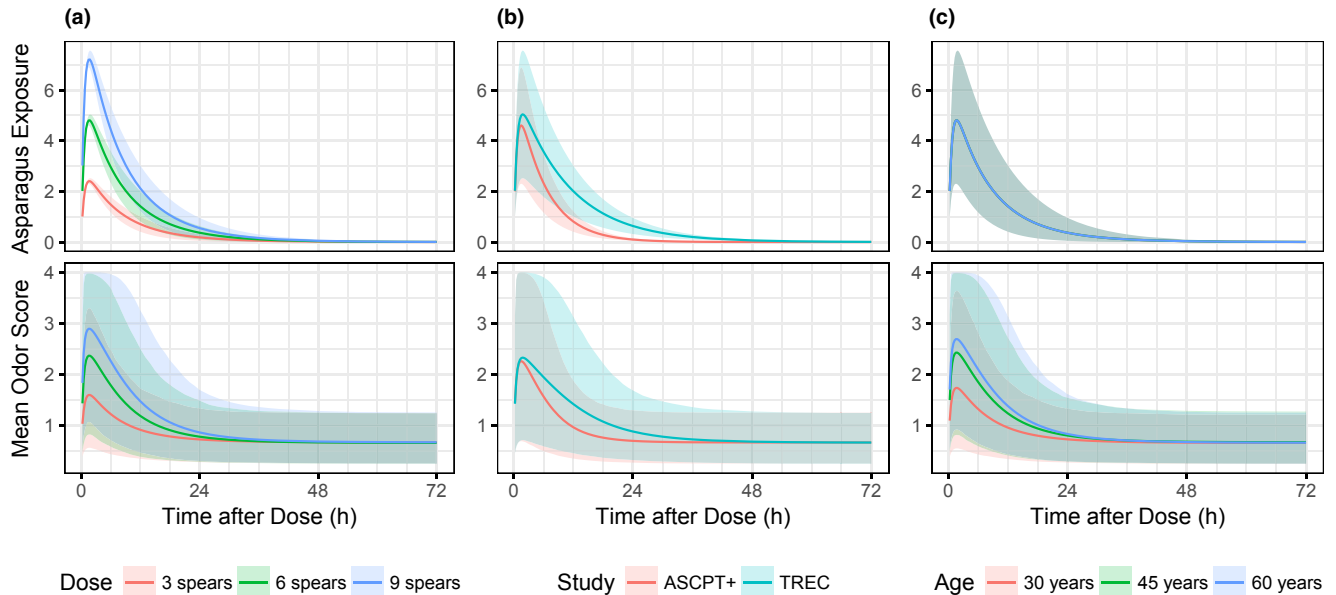 (a)
(b)
(c)
Asparagus Exposure
6
4
2
0
6
4
2
0
6
4
2
0
Mean Odor Score
4
3
2
1
4
3
2
1
4
3
2
1
0 24 48 72
0 24 48 72
0 24 48 72
Time after Dose (h)
Time after Dose (h)
Time after Dose (h)
Dose 3 spears 6 spears 9 spears
Study ASCPT+ TREC
Age 30 years 45 years 60 years